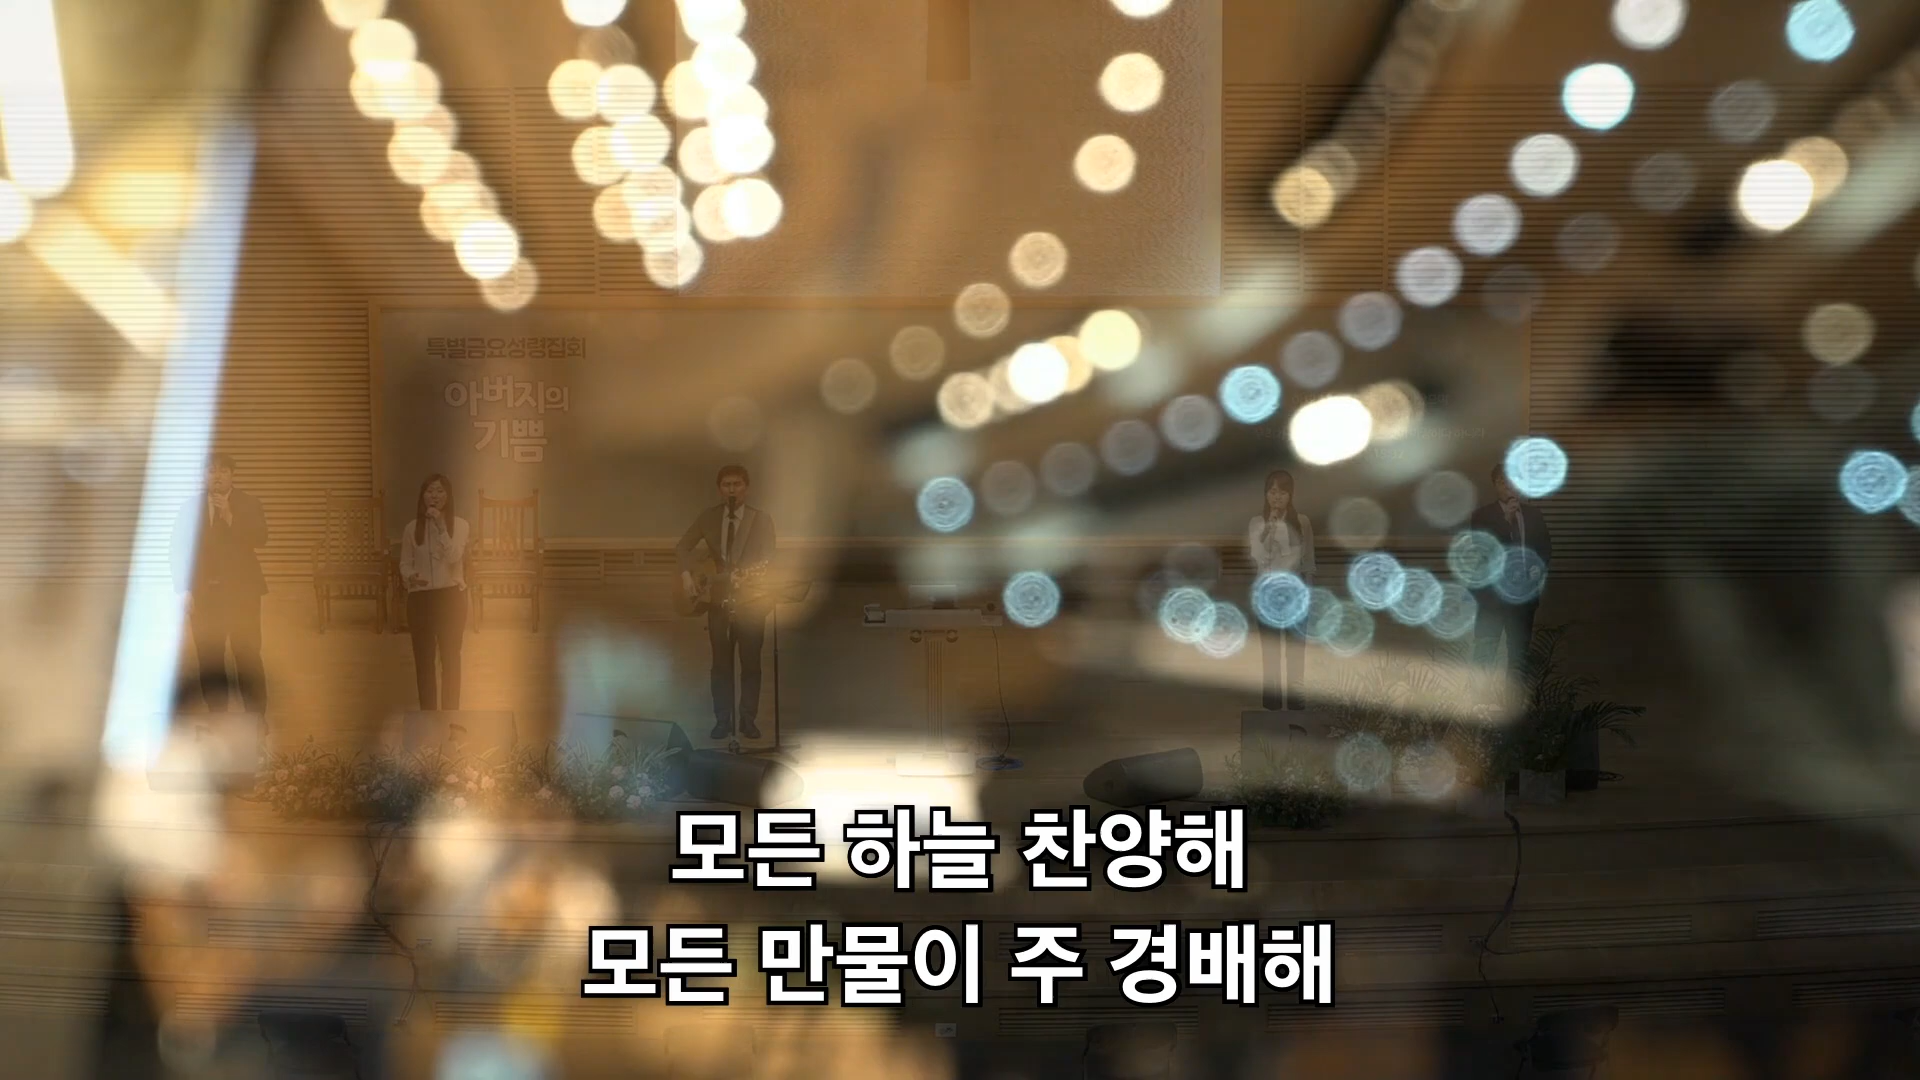 특별금요성령집회
아버지의
기쁨
모든 하늘 찬양해
모든 만물이 주 경배해